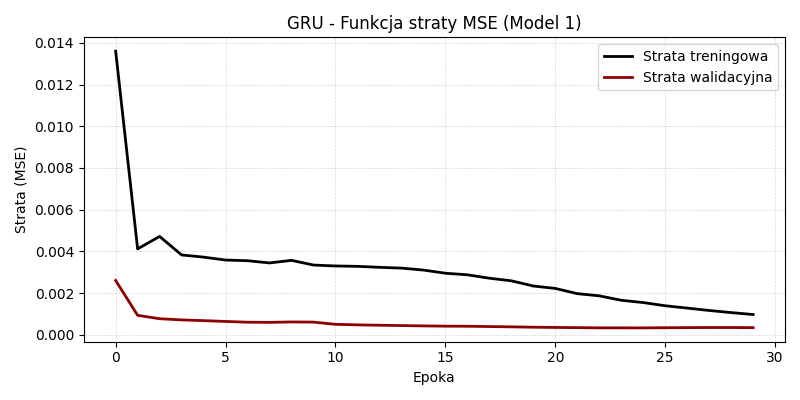 GRU - Funkcja straty MSE (Model 1)
Strata treningowa
Strata walidacyjna
Strata (MSE)
0.014
0.012
0.010
0.008
0.006
0.004
0.002
0.000
0 5 10 15 20 25 30
Epoka